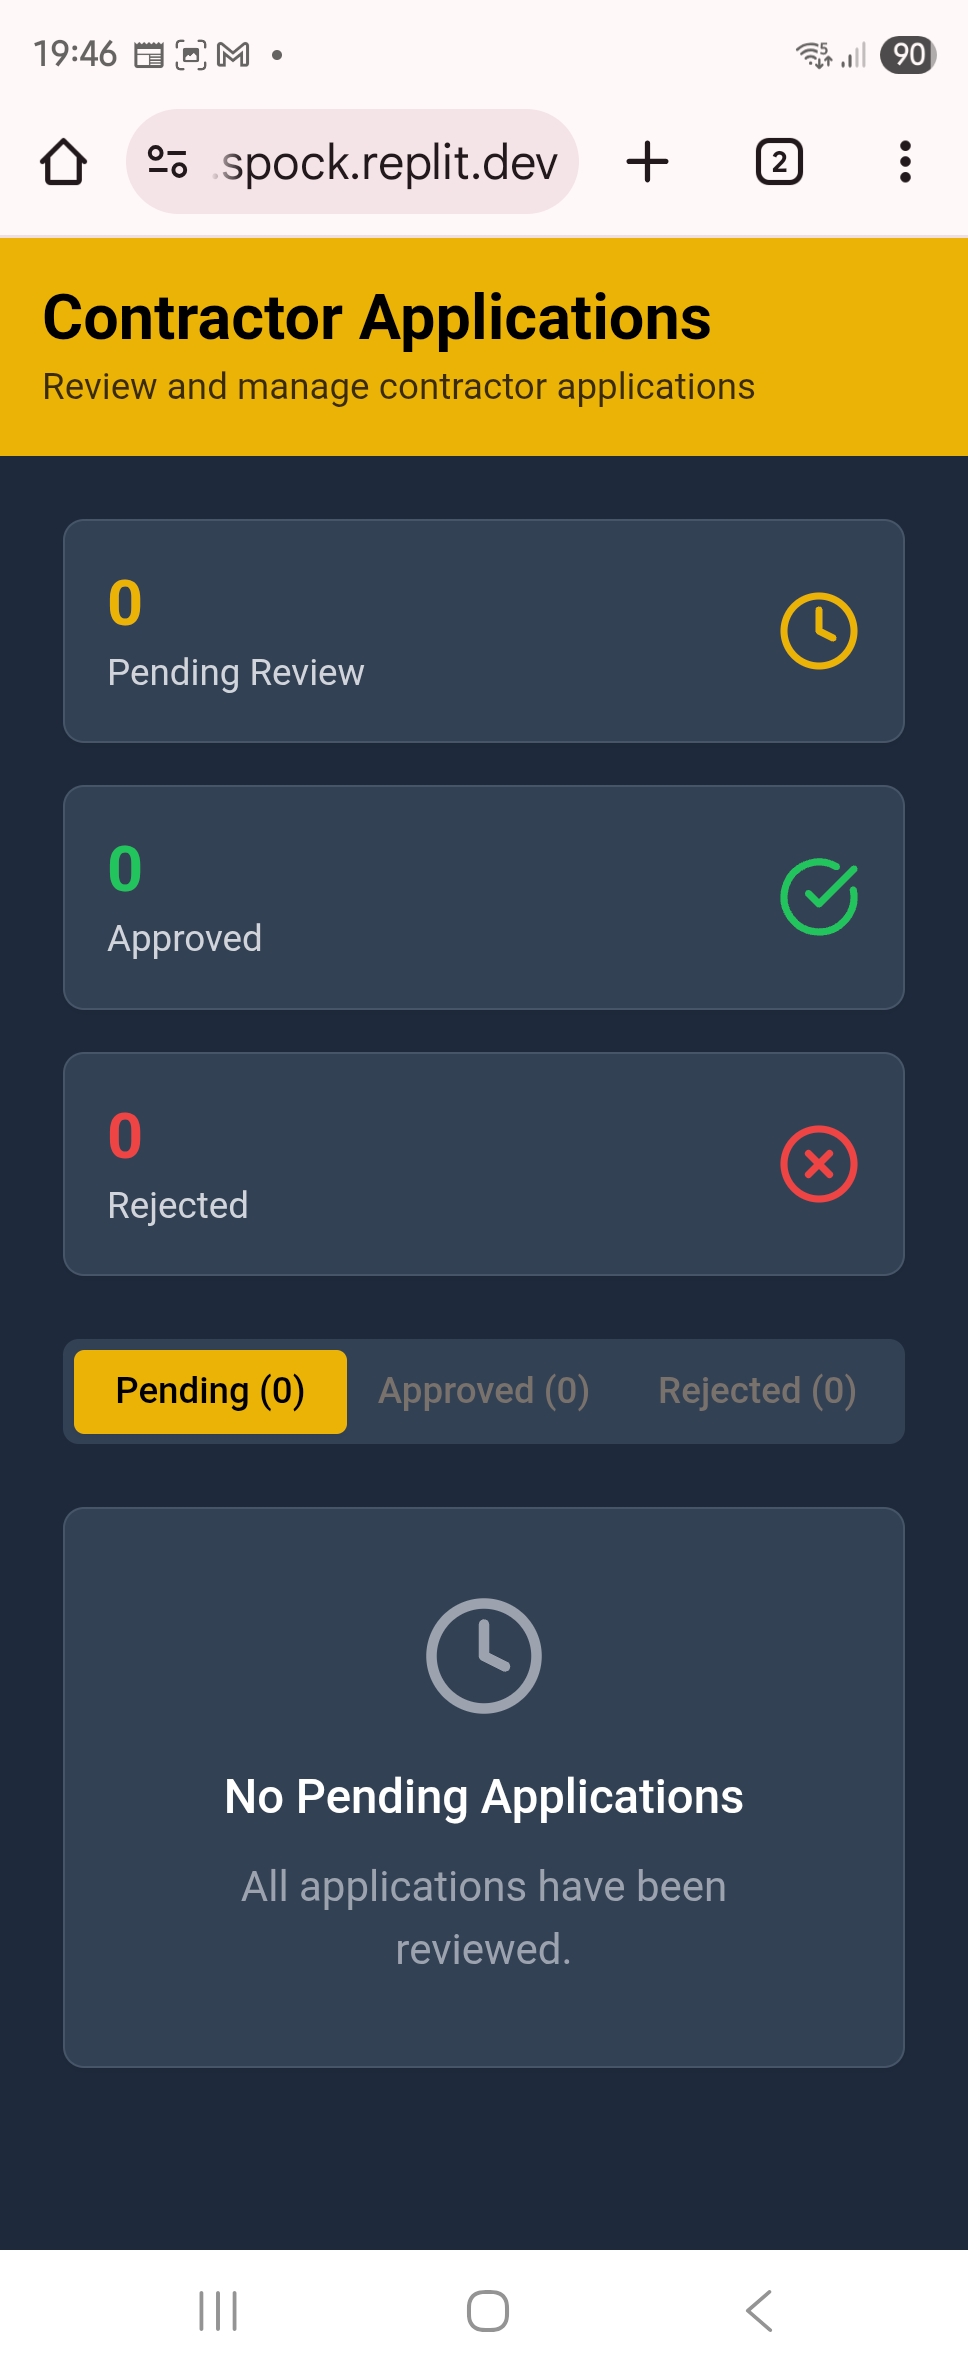 19:46
5
90
.spock.replit.dev
2
Contractor Applications
Review and manage contractor applications
0
Pending Review
0
Approved
0
Rejected
Pending (0) Approved (0) Rejected (0)
No Pending Applications
All applications have been
reviewed.